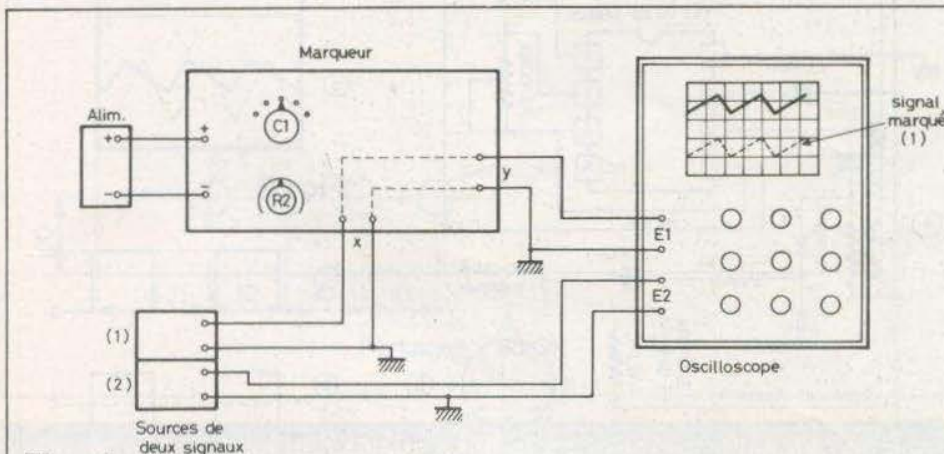 Marqueur
Alim.
+
-
+
-
C1
R2
x
y
E1
E2
signal
marqué
(1)
Oscilloscope
(1)
(2)
Sources de
deux signaux